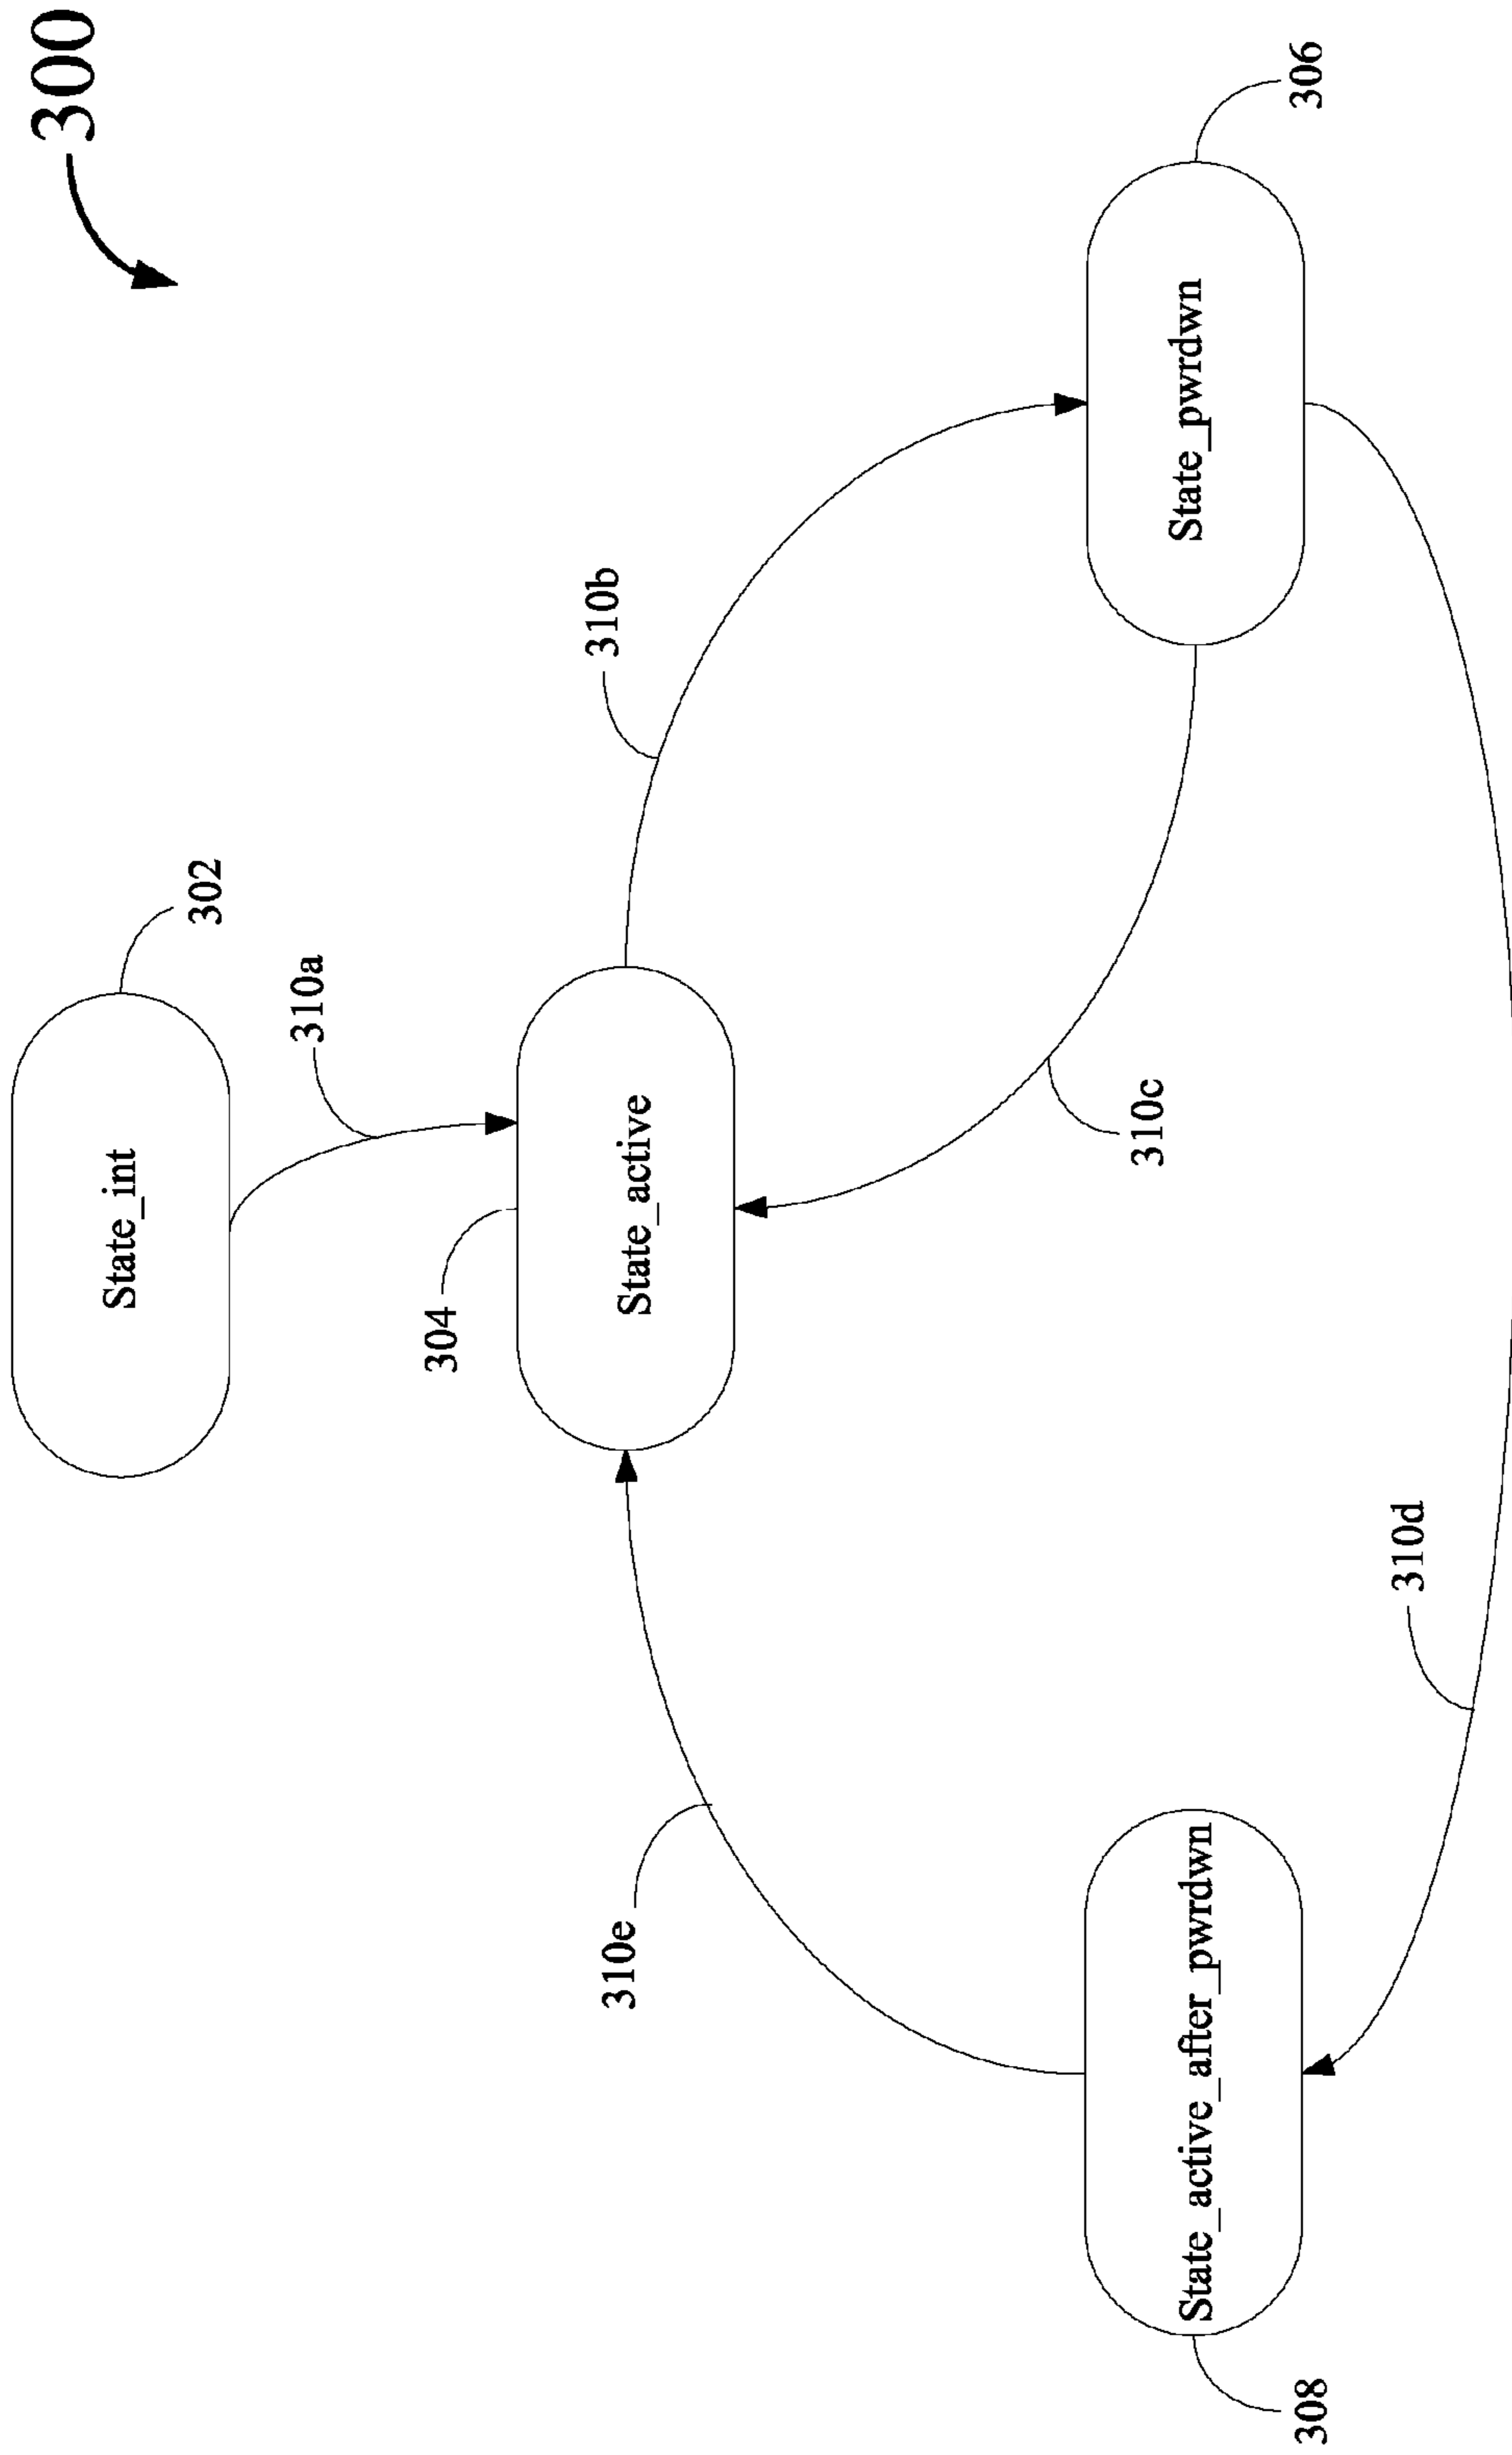 300
State_int
302
310a
304
State_active
310b
310e
310c
State_pwrdwn
306
State_active_after_pwrdwn
308
310d